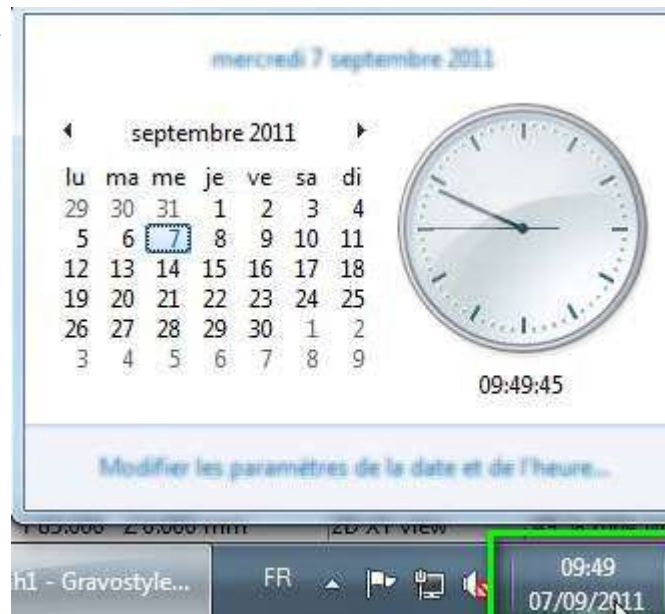 mercredi 7 septembre 2011
septembre 2011
lu ma me je ve sa di
29 30 31 1 2 3 4
5 6 7 8 9 10 11
12 13 14 15 16 17 18
19 20 21 22 23 24 25
26 27 28 29 30 1 2
3 4 5 6 7 8 9
09:49:45
Modifier les paramètres de la date et de l'heure...
2D XY view
h1 - Gravostyle...
FR
09:49
07/09/2011